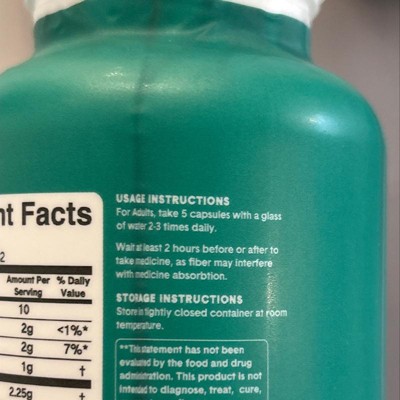 nt Facts
2
Amount Per % Daily
Serving Value
10
2g <1%*
2g 7%*
1g †
2.25g †
USAGE INSTRUCTIONS
For Adults, take 5 capsules with a glass
of water 2-3 times daily.
Wait at least 2 hours before or after to
take medicine, as fiber may interfere
with medicine absorbtion.
STORAGE INSTRUCTIONS
Store in tightly closed container at room
temperature.
**This statement has not been
evaluated by the food and drug
administration. This product is not
intended to diagnose, treat, cure,